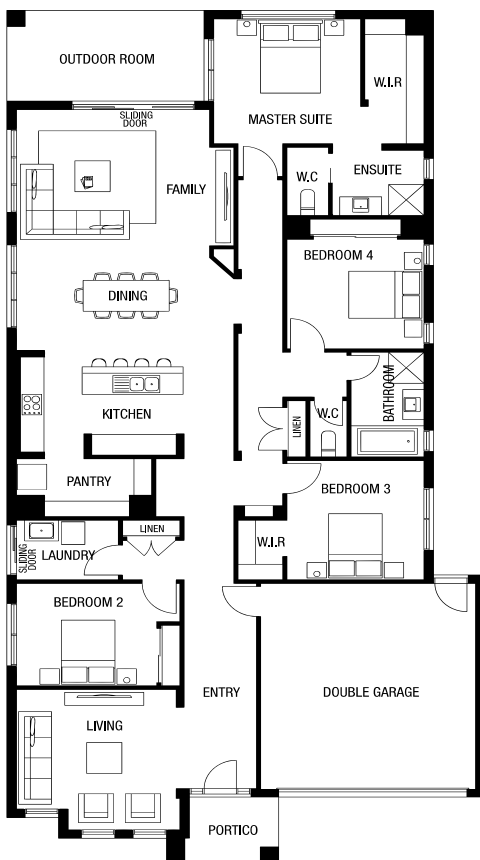 OUTDOOR ROOM
W.I.R
SLIDING
DOOR
MASTER SUITE
W.C
ENSUITE
FAMILY
BEDROOM 4
DINING
BATHROOM
KITCHEN
W.C
LINEN
PANTRY
BEDROOM 3
LINEN
W.I.R
SLIDING
DOOR
LAUNDRY
BEDROOM 2
ENTRY
DOUBLE GARAGE
LIVING
PORTICO